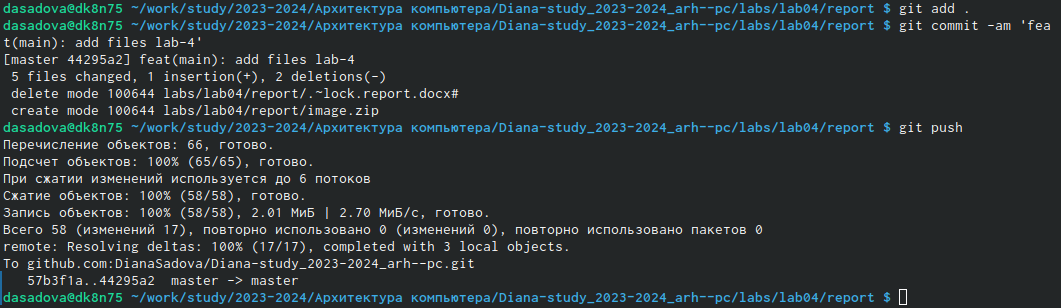 dasadova@dk8n75 ~/work/study/2023-2024/Архитектура компьютера/Diana-study_2023-2024_arh--pc/labs/lab04/report $ git add .
dasadova@dk8n75 ~/work/study/2023-2024/Архитектура компьютера/Diana-study_2023-2024_arh--pc/labs/lab04/report $ git commit -am 'fea
t(main): add files lab-4'
[master 44295a2] feat(main): add files lab-4
 5 files changed, 1 insertion(+), 2 deletions(-)
 delete mode 100644 labs/lab04/report/.~lock.report.docx#
 create mode 100644 labs/lab04/report/image.zip
dasadova@dk8n75 ~/work/study/2023-2024/Архитектура компьютера/Diana-study_2023-2024_arh--pc/labs/lab04/report $ git push
Перечисление объектов: 66, готово.
Подсчет объектов: 100% (65/65), готово.
При сжатии изменений используется до 6 потоков
Сжатие объектов: 100% (58/58), готово.
Запись объектов: 100% (58/58), 2.01 МиБ | 2.70 МиБ/с, готово.
Всего 58 (изменений 17), повторно использовано 0 (изменений 0), повторно использовано пакетов 0
remote: Resolving deltas: 100% (17/17), completed with 3 local objects.
To github.com:DianaSadova/Diana-study_2023-2024_arh--pc.git
   57b3f1a..44295a2  master -> master
dasadova@dk8n75 ~/work/study/2023-2024/Архитектура компьютера/Diana-study_2023-2024_arh--pc/labs/lab04/report $